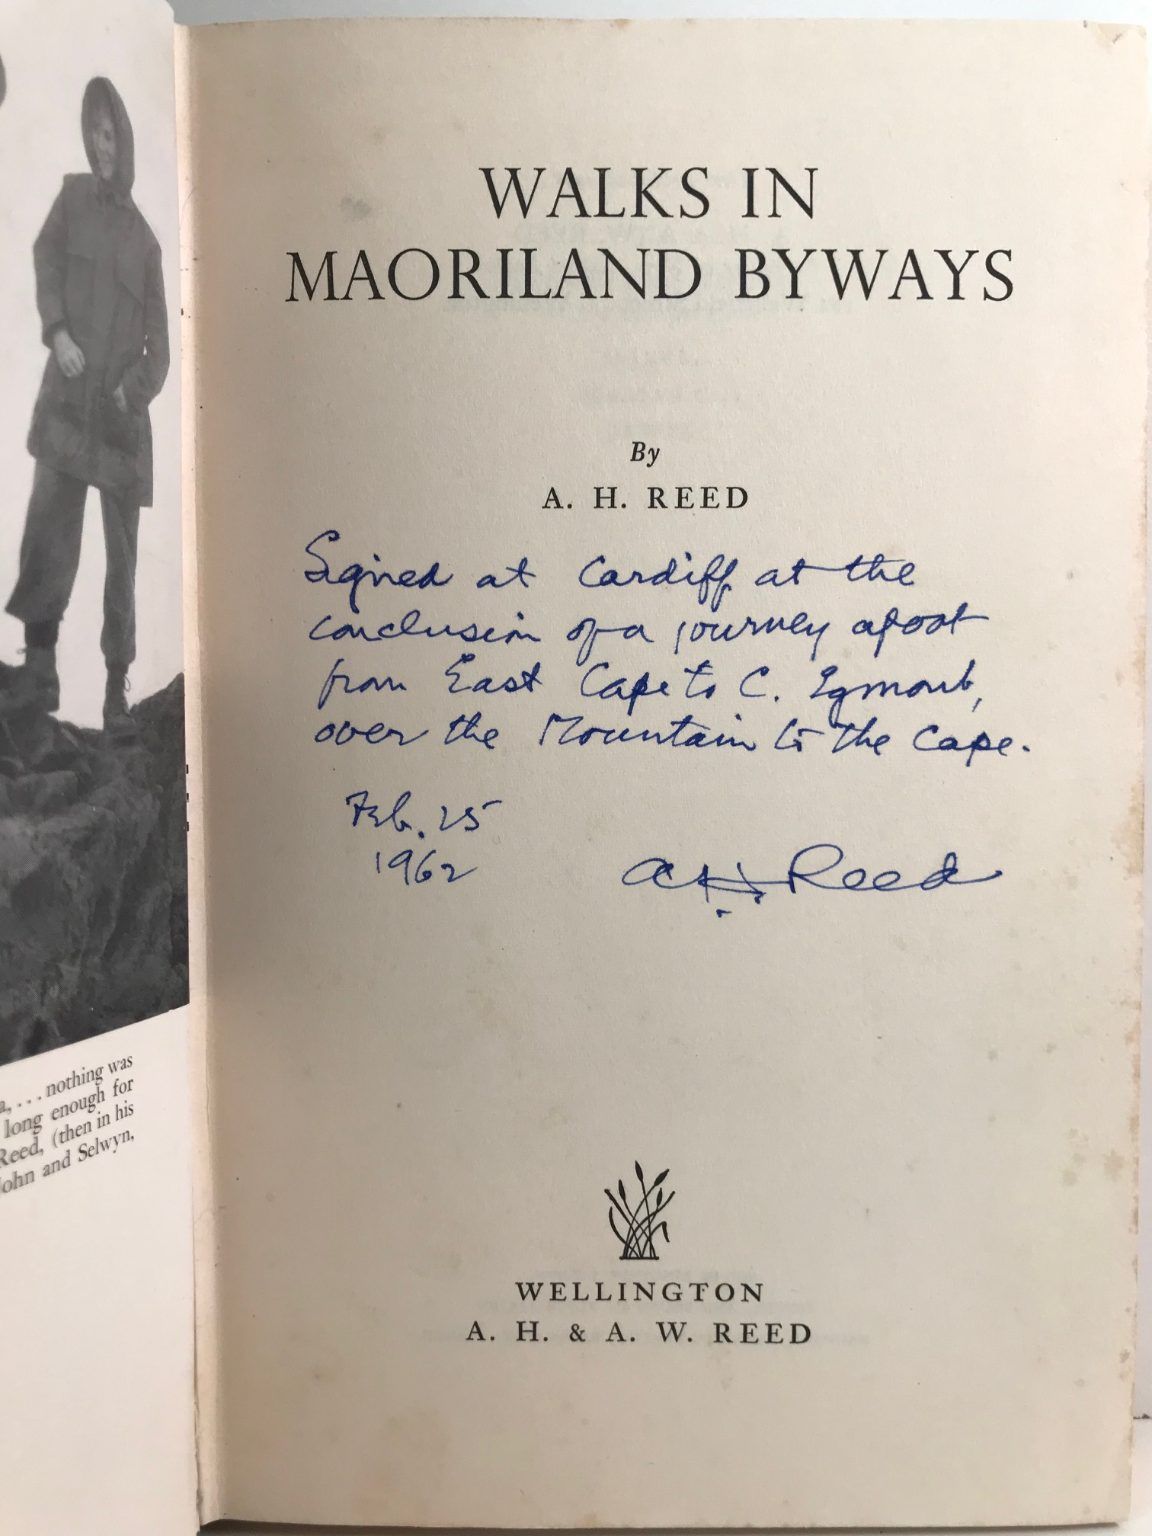 WALKS IN
MAORILAND BYWAYS
By
A. H. REED
Signed at Cardiff at the
conclusion of a journey afoot
from East Cape to C. Egmont,
over the Mountain to the Cape.
Feb. 25
1962
A.H. Reed
WELLINGTON
A. H. & A. W. REED
a, ... nothing was
long enough for
Reed, (then in his
John and Selwyn,